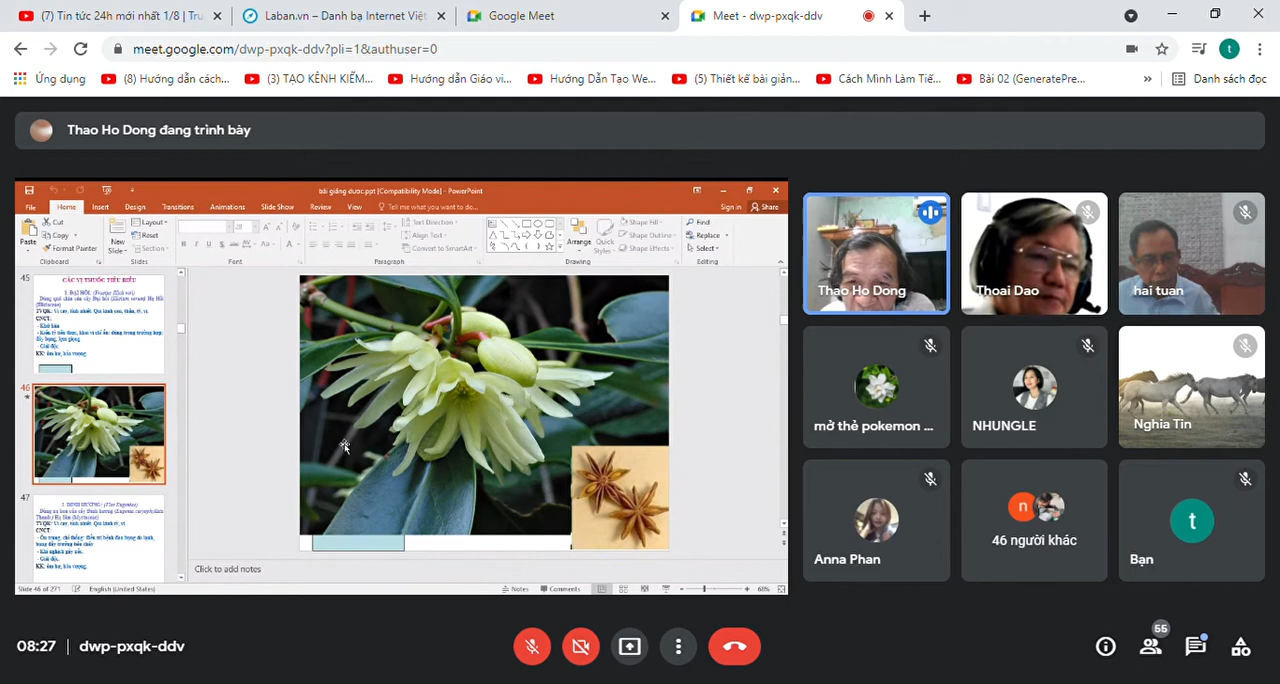 (7) Tin tức 24h mới nhất 1/8 | Tru
Laban.vn – Danh bạ Internet Việt
Google Meet
Meet - dwp-pxqk-ddv
meet.google.com/dwp-pxqk-ddv?pli=1&authuser=0
t
Ứng dụng
(8) Hướng dẫn cách...
(3) TẠO KÊNH KIẾM...
Hướng dẫn Giáo vi...
Hướng Dẫn Tạo We...
(5) Thiết kế bài giản...
Cách Mình Làm Tiế...
Bài 02 (GeneratePre...
»
Danh sách đọc
Thao Ho Dong đang trình bày
bài giảng dược.ppt [Compatibility Mode] - PowerPoint
File
Home
Insert
Design
Transitions
Animations
Slide Show
Review
View
Tell me what you want to do...
Sign in
Share
Paste
Cut
Copy
Format Painter
New
Slide
Layout
Reset
Section
28
Text Direction
Align Text
Convert to SmartArt
Arrange
Quick
Styles
Shape Fill
Shape Outline
Shape Effects
Find
Replace
Select
Clipboard
Slides
Font
Paragraph
Drawing
Editing
45
CÁC VỊ THUỐC TIÊU BIỂU
46
47
Click to add notes
Slide 46 of 271
English (United States)
Notes
Comments
68%
Thao Ho Dong
Thoai Dao
hai tuan
mở thẻ pokemon ...
NHUNGLE
Nghia Tin
Anna Phan
n
46 người khác
t
Bạn
08:27 | dwp-pxqk-ddv
55